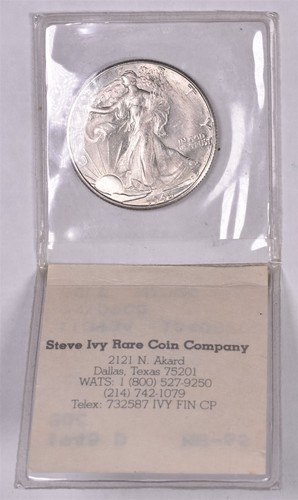 IN GOD WE
TRUST
Steve Ivy Rare Coin Company
2121 N. Akard
Dallas, Texas 75201
WATS: 1 (800) 527-9250
(214) 742-1079
Telex: 732587 IVY FIN CP